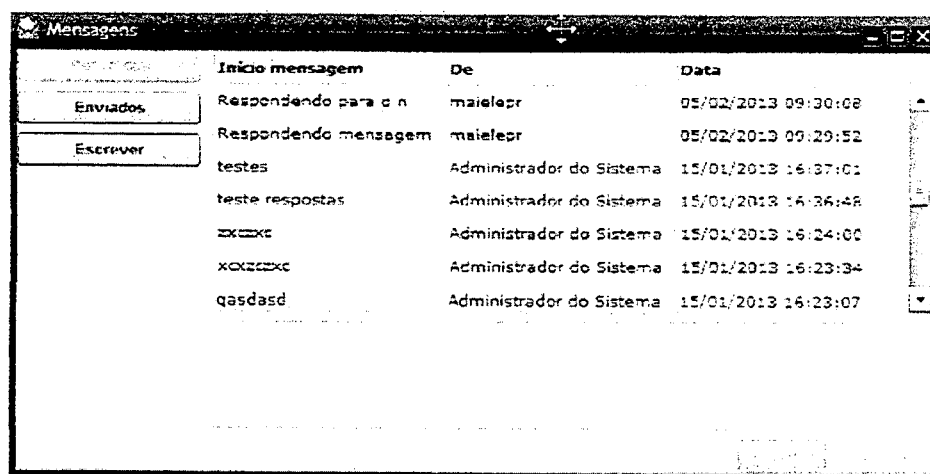 Mensagens
Início mensagem De Data
Enviados
Escrever
Respondendo para o n maielepr 05/02/2013 09:30:08
Respondendo mensagem maielepr 05/02/2013 09:29:52
testes Administrador do Sistema 15/01/2013 16:37:01
teste respostas Administrador do Sistema 15/01/2013 16:36:48
Administrador do Sistema 15/01/2013 16:24:00
Administrador do Sistema 15/01/2013 16:23:34
qasdasd Administrador do Sistema 15/01/2013 16:23:07